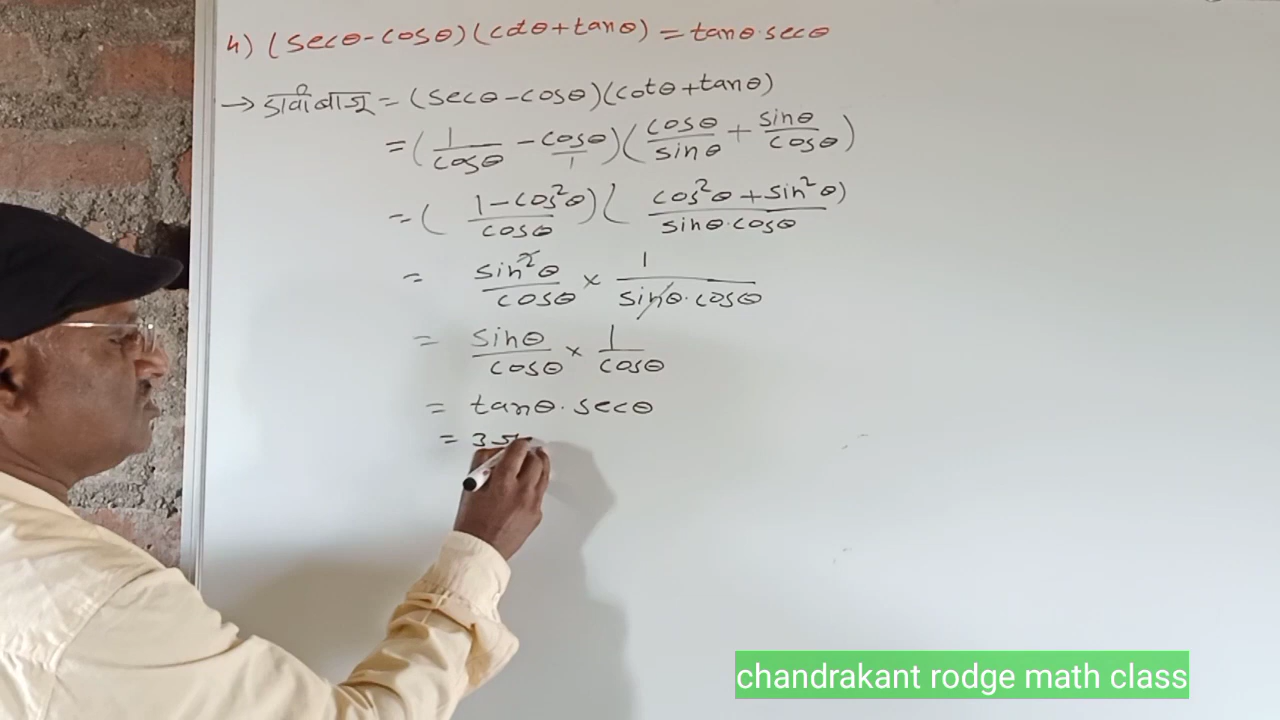 4) (secθ-cosθ)(cotθ+tanθ) = tanθ·secθ
→ डावी बाजू = (secθ-cosθ)(cotθ+tanθ)
= (1/cosθ - cosθ/1)(cosθ/sinθ + sinθ/cosθ)
= (1-cos²θ/cosθ)(cos²θ+sin²θ/sinθ·cosθ)
= sin²θ/cosθ × 1/sinθ·cosθ
= sinθ/cosθ × 1/cosθ
= tanθ·secθ
=
chandrakant rodge math class